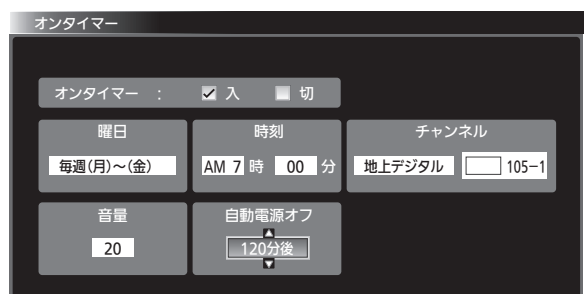 オンタイマー
オンタイマー : 入 切
曜日 時刻 チャンネル
毎週(月)~(金) AM 7 時 00 分 地上デジタル 105-1
音量 自動電源オフ
20 120分後